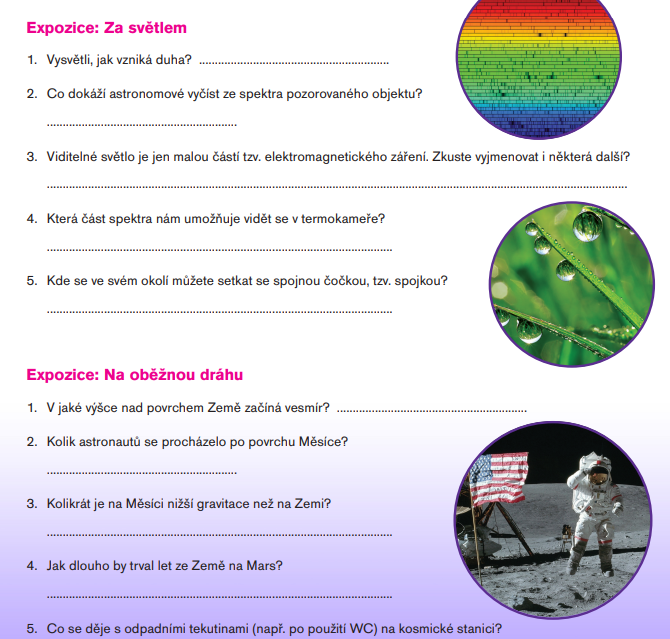 Expozice: Za světlem
1. Vysvětli, jak vzniká duha? ............................................................
2. Co dokáží astronomové vyčíst ze spektra pozorovaného objektu?
............................................................
3. Viditelné světlo je jen malou částí tzv. elektromagnetického záření. Zkuste vyjmenovat i některá další?
....................................................................................................................................................................................
4. Která část spektra nám umožňuje vidět se v termokameře?
.............................................................................................................
5. Kde se ve svém okolí můžete setkat se spojnou čočkou, tzv. spojkou?
.............................................................................................................
Expozice: Na oběžnou dráhu
1. V jaké výšce nad povrchem Země začíná vesmír? ............................................................
2. Kolik astronautů se procházelo po povrchu Měsíce?
............................................................
3. Kolikrát je na Měsíci nižší gravitace než na Zemi?
.............................................................................................................
4. Jak dlouho by trval let ze Země na Mars?
.............................................................................................................
5. Co se děje s odpadními tekutinami (např. po použití WC) na kosmické stanici?